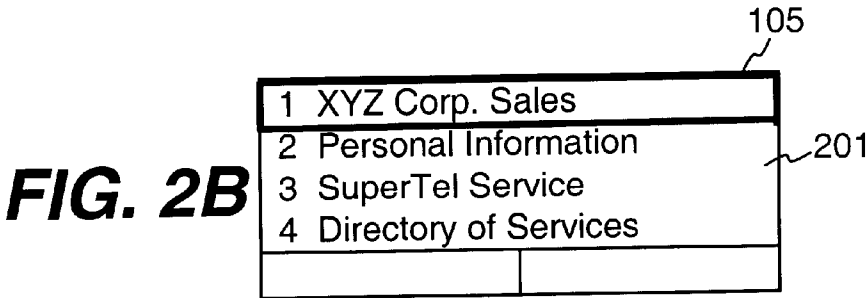 105
1 XYZ Corp. Sales
2 Personal Information
201
3 SuperTel Service
FIG. 2B
4 Directory of Services